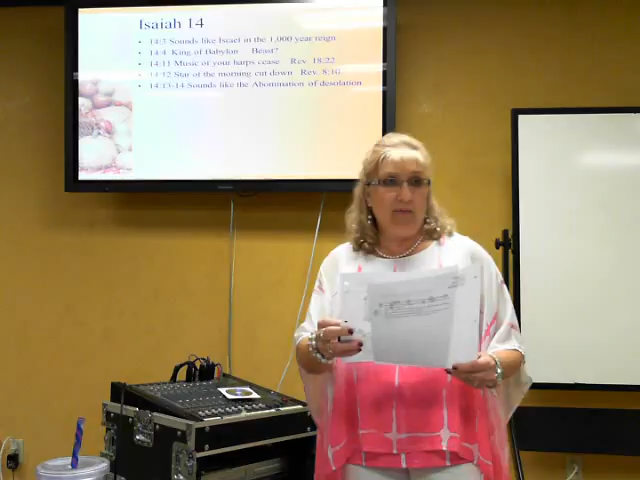 Isaiah 14
• 14:3 Sounds like Israel in the 1,000 year reign
• 14:4 King of Babylon Beast?
• 14:11 Music of your harps cease Rev. 18:22
• 14:12 Star of the morning cut down Rev. 8:10
• 14:13-14 Sounds like the Abomination of desolation